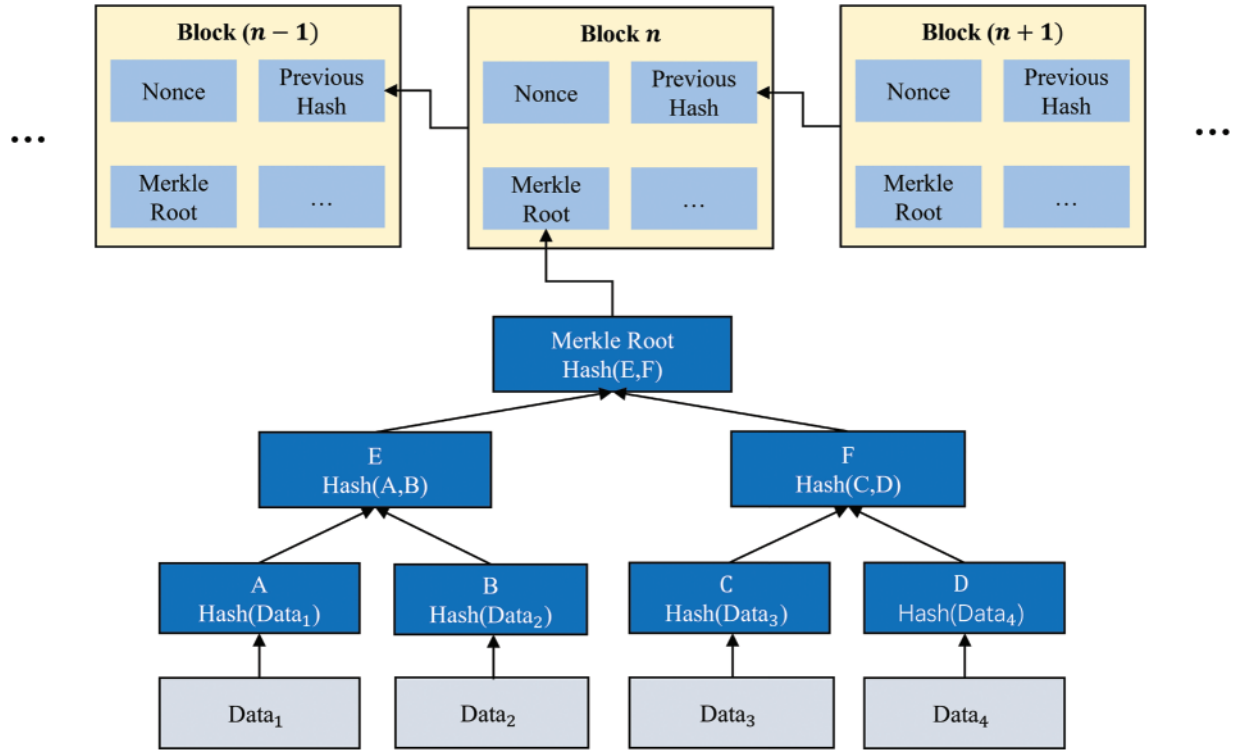 Block (n − 1)
Nonce
Previous
Hash
Merkle
Root
…
Block n
Nonce
Previous
Hash
Merkle
Root
…
Block (n + 1)
Nonce
Previous
Hash
Merkle
Root
…
…
…
Merkle Root
Hash(E,F)
E
Hash(A,B)
F
Hash(C,D)
A
Hash(Data₁)
B
Hash(Data₂)
C
Hash(Data₃)
D
Hash(Data₄)
Data₁
Data₂
Data₃
Data₄